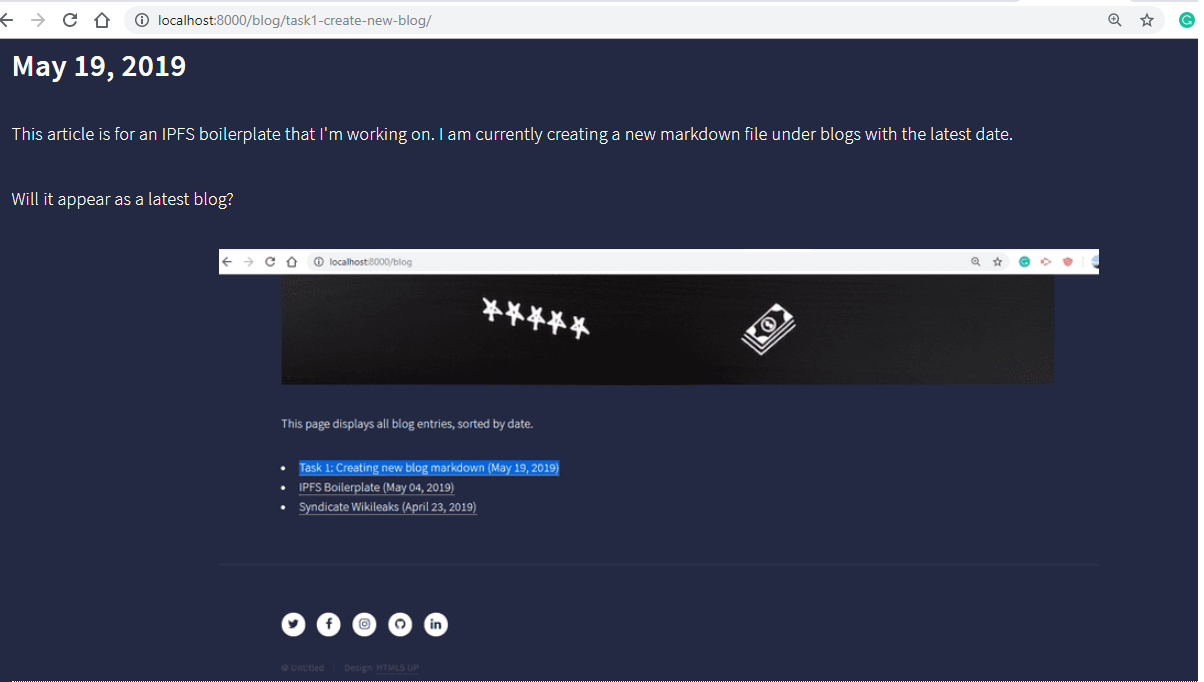 localhost:8000/blog/task1-create-new-blog/
May 19, 2019
This article is for an IPFS boilerplate that I'm working on. I am currently creating a new markdown file under blogs with the latest date.
Will it appear as a latest blog?
localhost:8000/blog
This page displays all blog entries, sorted by date.
Task 1: Creating new blog markdown (May 19, 2019)
IPFS Boilerplate (May 04, 2019)
Syndicate Wikileaks (April 23, 2019)
© Untitled Design: HTML5 UP